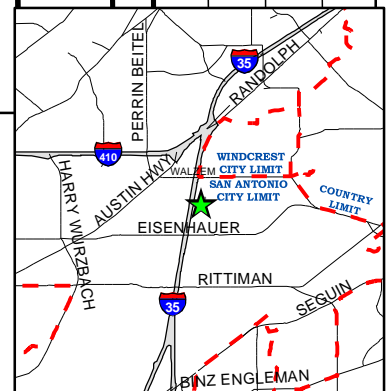 35
PERRIN BEITEL
RANDOLPH
410
HARRY WURZBACH
AUSTIN HWY
WALZEM
WINDCREST
CITY LIMIT
SAN ANTONIO
CITY LIMIT
COUNTRY
LIMIT
EISENHAUER
RITTIMAN
35
SEGUIN
BINZ ENGLEMAN